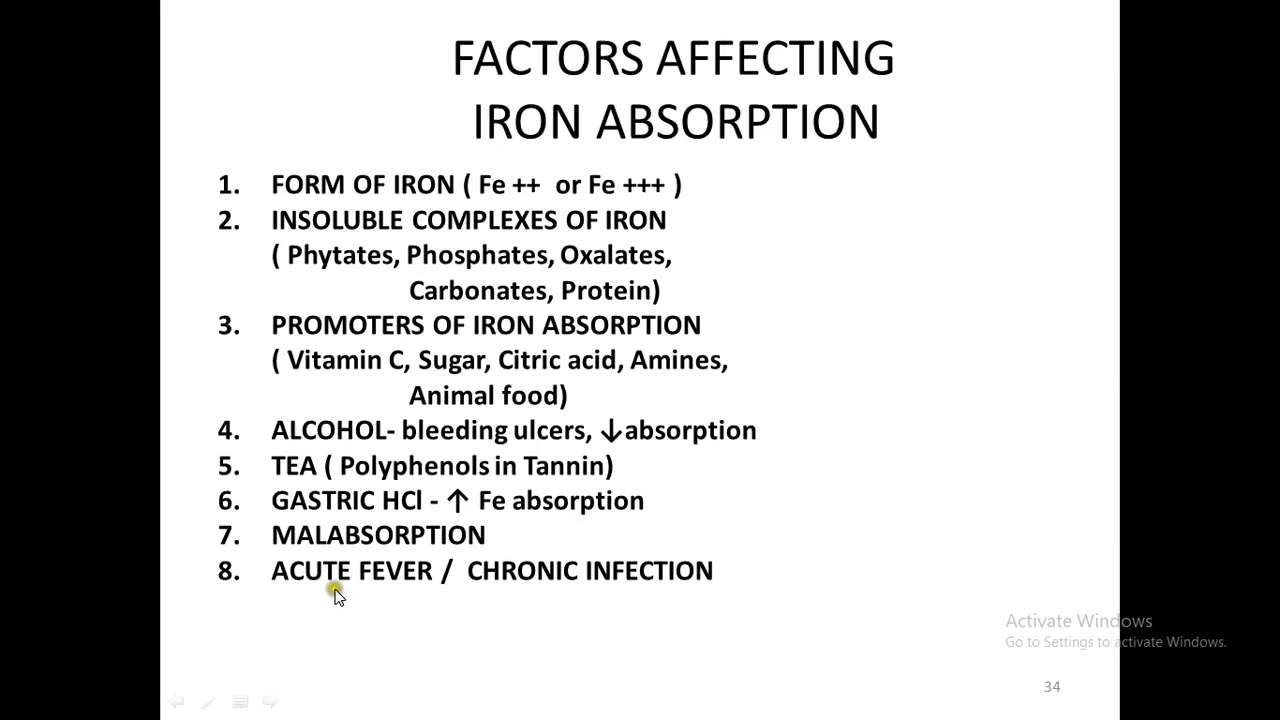 FACTORS AFFECTING
IRON ABSORPTION
1. FORM OF IRON ( Fe ++ or Fe +++ )
2. INSOLUBLE COMPLEXES OF IRON
( Phytates, Phosphates, Oxalates,
Carbonates, Protein)
3. PROMOTERS OF IRON ABSORPTION
( Vitamin C, Sugar, Citric acid, Amines,
Animal food)
4. ALCOHOL- bleeding ulcers, ↓absorption
5. TEA ( Polyphenols in Tannin)
6. GASTRIC HCl - ↑ Fe absorption
7. MALABSORPTION
8. ACUTE FEVER / CHRONIC INFECTION
Activate Windows
Go to Settings to activate Windows.
34